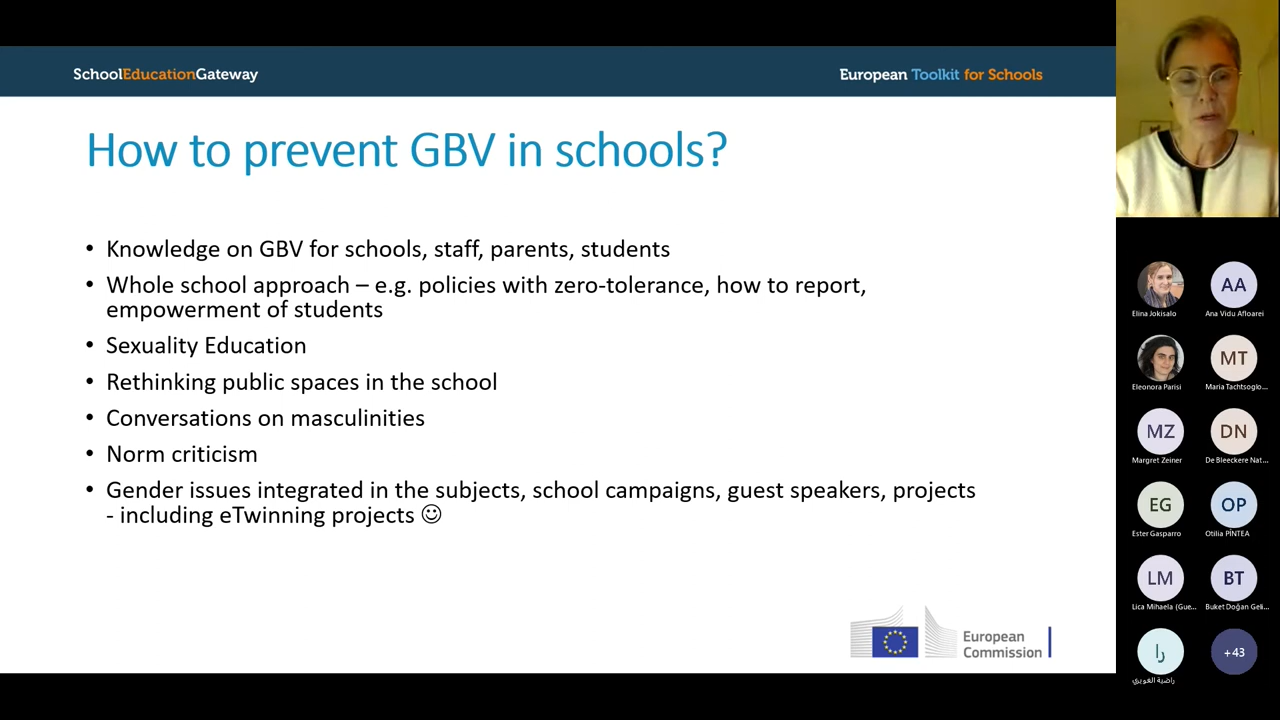 SchoolEducationGateway
European Toolkit for Schools
How to prevent GBV in schools?
• Knowledge on GBV for schools, staff, parents, students
• Whole school approach – e.g. policies with zero-tolerance, how to report,
empowerment of students
• Sexuality Education
• Rethinking public spaces in the school
• Conversations on masculinities
• Norm criticism
• Gender issues integrated in the subjects, school campaigns, guest speakers, projects
- including eTwinning projects ☺
European
Commission
AA
Elina Jokisalo
Ana Vidu Afloarei
MT
Eleonora Parisi
Maria Tachtsoglo...
MZ
DN
Margret Zeiner
De Bleeckere Nat...
EG
OP
Ester Gasparro
Otilia PÎNTEA
LM
BT
Lica Mihaela (Gue...
Buket Doğan Geli...
را
+43
راضية العويني